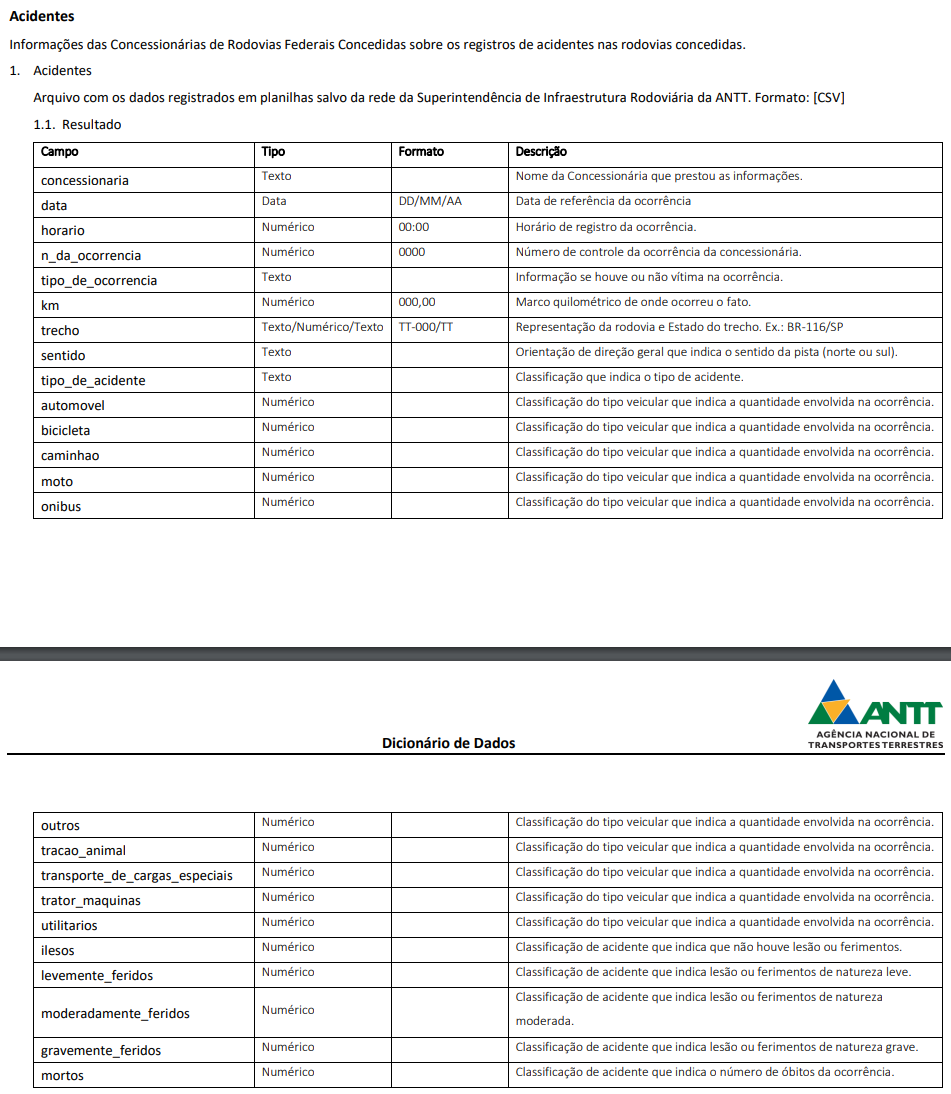 Acidentes
Informações das Concessionárias de Rodovias Federais Concedidas sobre os registros de acidentes nas rodovias concedidas.
1. Acidentes
Arquivo com os dados registrados em planilhas salvo da rede da Superintendência de Infraestrutura Rodoviária da ANTT. Formato: [CSV]
1.1. Resultado
Campo Tipo Formato Descrição
concessionaria Texto Nome da Concessionária que prestou as informações.
data Data DD/MM/AA Data de referência da ocorrência
horario Numérico 00:00 Horário de registro da ocorrência.
n_da_ocorrencia Numérico 0000 Número de controle da ocorrência da concessionária.
tipo_de_ocorrencia Texto Informação se houve ou não vítima na ocorrência.
km Numérico 000,00 Marco quilométrico de onde ocorreu o fato.
trecho Texto/Numérico/Texto TT-000/TT Representação da rodovia e Estado do trecho. Ex.: BR-116/SP
sentido Texto Orientação de direção geral que indica o sentido da pista (norte ou sul).
tipo_de_acidente Texto Classificação que indica o tipo de acidente.
automovel Numérico Classificação do tipo veicular que indica a quantidade envolvida na ocorrência.
bicicleta Numérico Classificação do tipo veicular que indica a quantidade envolvida na ocorrência.
caminhao Numérico Classificação do tipo veicular que indica a quantidade envolvida na ocorrência.
moto Numérico Classificação do tipo veicular que indica a quantidade envolvida na ocorrência.
onibus Numérico Classificação do tipo veicular que indica a quantidade envolvida na ocorrência.
ANTT
AGÊNCIA NACIONAL DE
TRANSPORTES TERRESTRES
Dicionário de Dados
outros Numérico Classificação do tipo veicular que indica a quantidade envolvida na ocorrência.
tracao_animal Numérico Classificação do tipo veicular que indica a quantidade envolvida na ocorrência.
transporte_de_cargas_especiais Numérico Classificação do tipo veicular que indica a quantidade envolvida na ocorrência.
trator_maquinas Numérico Classificação do tipo veicular que indica a quantidade envolvida na ocorrência.
utilitarios Numérico Classificação do tipo veicular que indica a quantidade envolvida na ocorrência.
ilesos Numérico Classificação de acidente que indica que não houve lesão ou ferimentos.
levemente_feridos Numérico Classificação de acidente que indica lesão ou ferimentos de natureza leve.
moderadamente_feridos Numérico Classificação de acidente que indica lesão ou ferimentos de natureza
moderada.
gravemente_feridos Numérico Classificação de acidente que indica lesão ou ferimentos de natureza grave.
mortos Numérico Classificação de acidente que indica o número de óbitos da ocorrência.